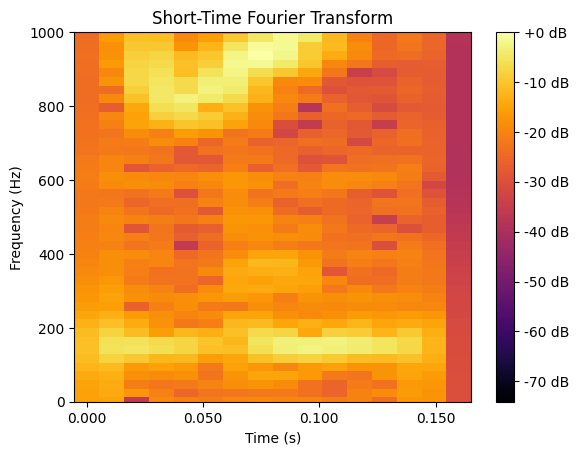 Short-Time Fourier Transform
1000
800
600
400
200
0
Frequency (Hz)
0.000
0.050
0.100
0.150
Time (s)
+0 dB
-10 dB
-20 dB
-30 dB
-40 dB
-50 dB
-60 dB
-70 dB